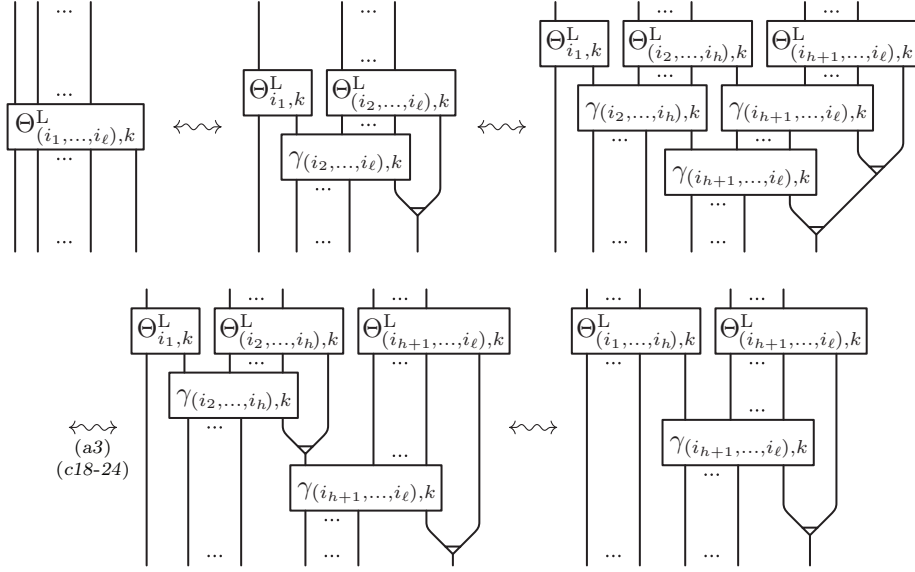 ... ... ...
Θ^L_{i_1,k} Θ^L_{(i_2,...,i_h),k} Θ^L_{(i_{h+1},...,i_ℓ),k}
... ... ... ...
Θ^L_{i_1,k} Θ^L_{(i_2,...,i_ℓ),k}
... ... γ_{(i_2,...,i_h),k} γ_{(i_{h+1},...,i_ℓ),k}
Θ^L_{(i_1,...,i_ℓ),k}
... γ_{(i_2,...,i_ℓ),k} ... ...
... γ_{(i_{h+1},...,i_ℓ),k}
... ...
... ... ... ...
... ... ... ...
Θ^L_{i_1,k} Θ^L_{(i_2,...,i_h),k} Θ^L_{(i_{h+1},...,i_ℓ),k} Θ^L_{(i_1,...,i_h),k} Θ^L_{(i_{h+1},...,i_ℓ),k}
... ... ... ...
γ_{(i_2,...,i_h),k}
... ...
(a3) γ_{(i_{h+1},...,i_ℓ),k}
(c18-24) ... ...
γ_{(i_{h+1},...,i_ℓ),k}
...
... ... ... ...